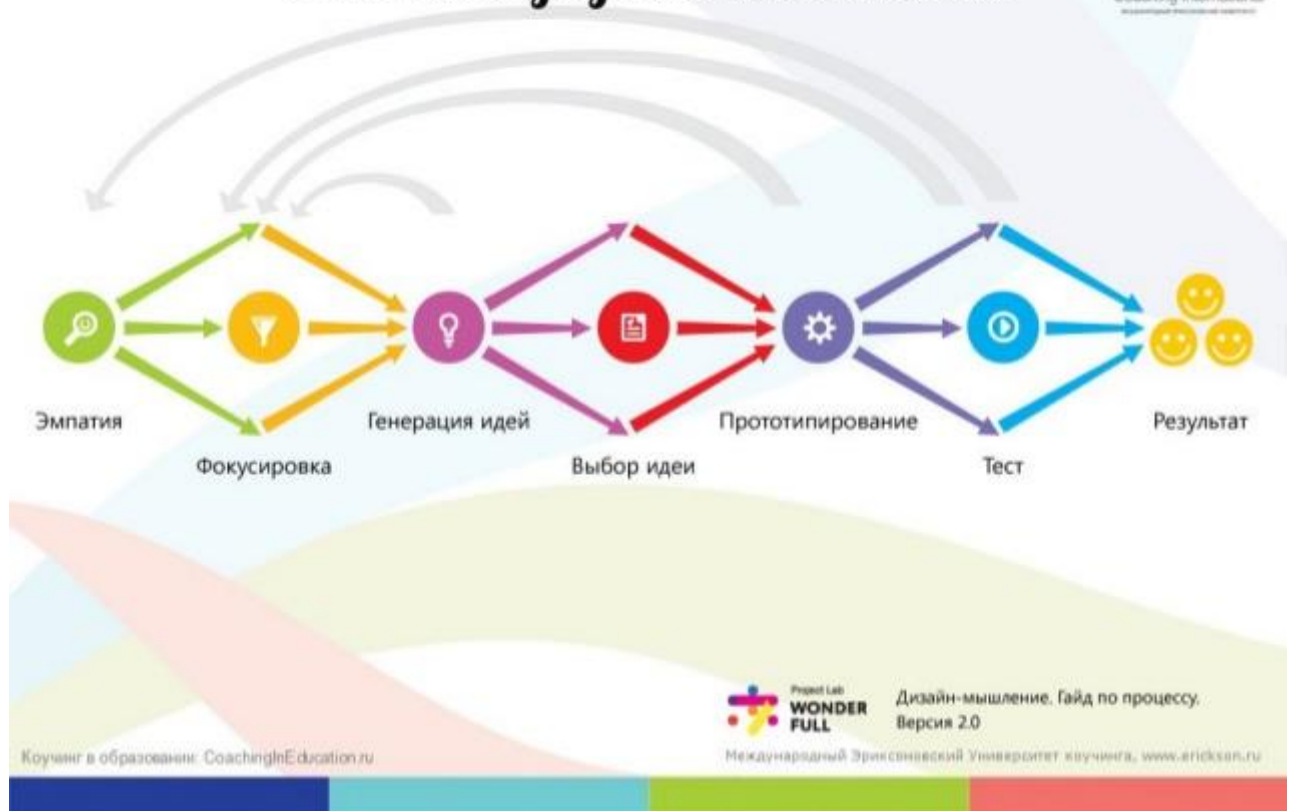 Эмпатия
Генерация идей
Прототипирование
Результат
Фокусировка
Выбор идеи
Тест
Project Lab
WONDER
FULL
Дизайн-мышление. Гайд по процессу.
Версия 2.0
Коучинг в образовании: CoachingInEducation.ru
Международный Эриксоновский Университет коучинга, www.erickson.ru